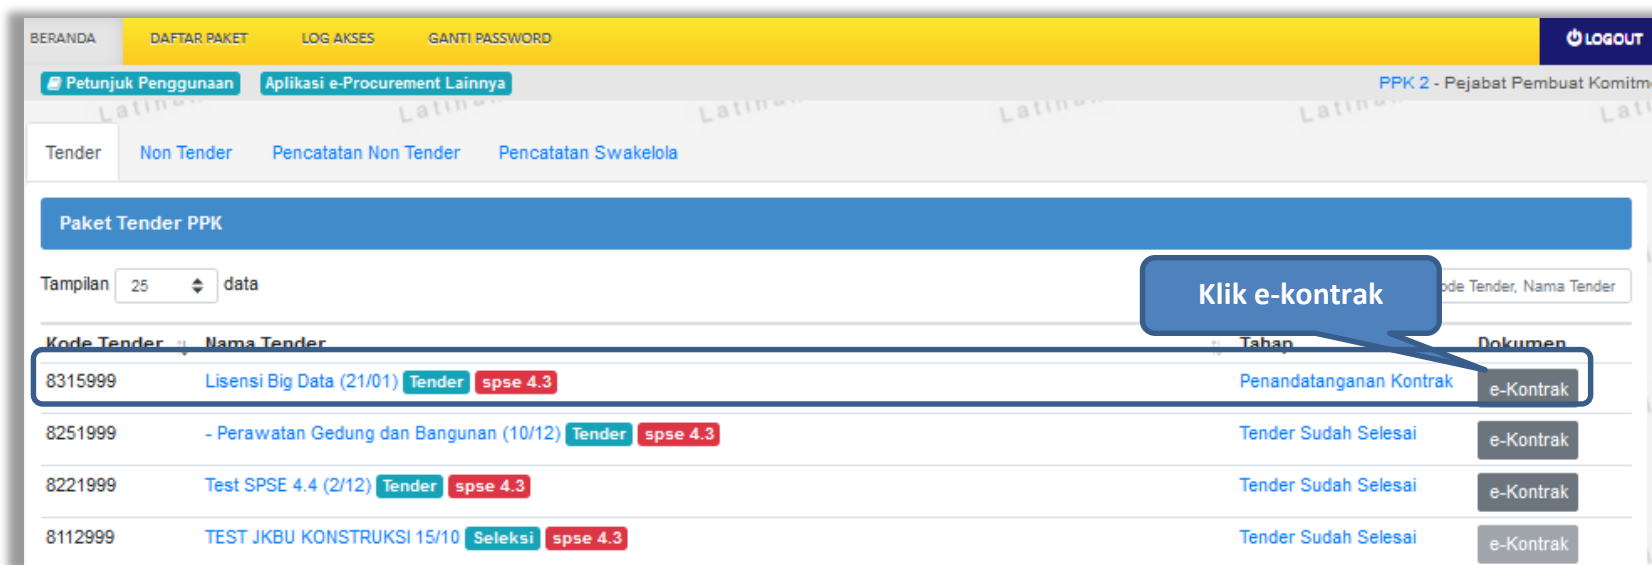 BERANDA DAFTAR PAKET LOG AKSES GANTI PASSWORD LOGOUT
Petunjuk Penggunaan Aplikasi e-Procurement Lainnya PPK 2 - Pejabat Pembuat
Tender Non Tender Pencatatan Non Tender Pencatatan Swakelola
Paket Tender PPK
Tampilan 25 data Tender, Nama Tender
Klik e-kontrak
Kode Tender Nama Tender Tahap Dokumen
8315999 Lisensi Big Data (21/01) Tender spse 4.3 Penandatanganan Kontrak e-Kontrak
8251999 - Perawatan Gedung dan Bangunan (10/12) Tender spse 4.3 Tender Sudah Selesai e-Kontrak
8221999 Test SPSE 4.4 (2/12) Tender spse 4.3 Tender Sudah Selesai e-Kontrak
8112999 TEST JKBU KONSTRUKSI 15/10 Seleksi spse 4.3 Tender Sudah Selesai e-Kontrak